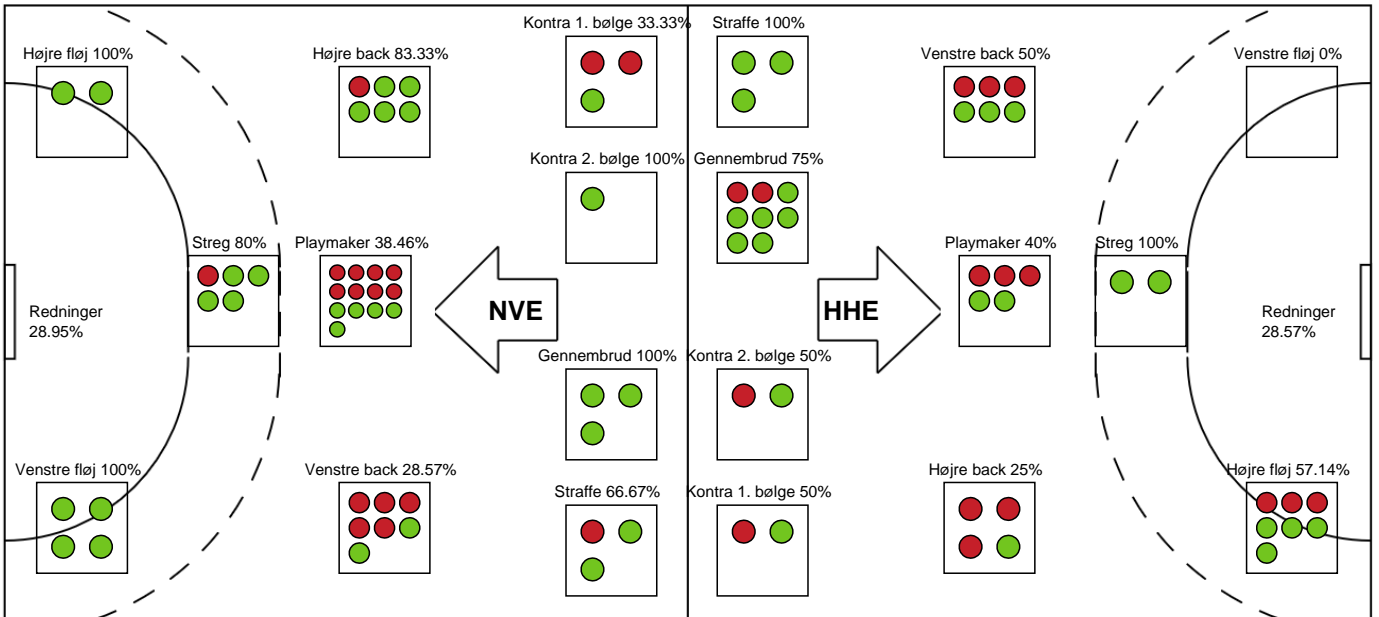 Kontra 1. bølge 33.33%
Straffe 100%
Højre fløj 100%
Højre back 83.33%
Venstre back 50%
Venstre fløj 0%
Kontra 2. bølge 100%
Gennembrud 75%
Streg 80%
Playmaker 38.46%
Playmaker 40%
Streg 100%
Redninger
28.95%
NVE
HHE
Redninger
28.57%
Gennembrud 100%
Kontra 2. bølge 50%
Venstre fløj 100%
Venstre back 28.57%
Højre back 25%
Højre fløj 57.14%
Straffe 66.67%
Kontra 1. bølge 50%